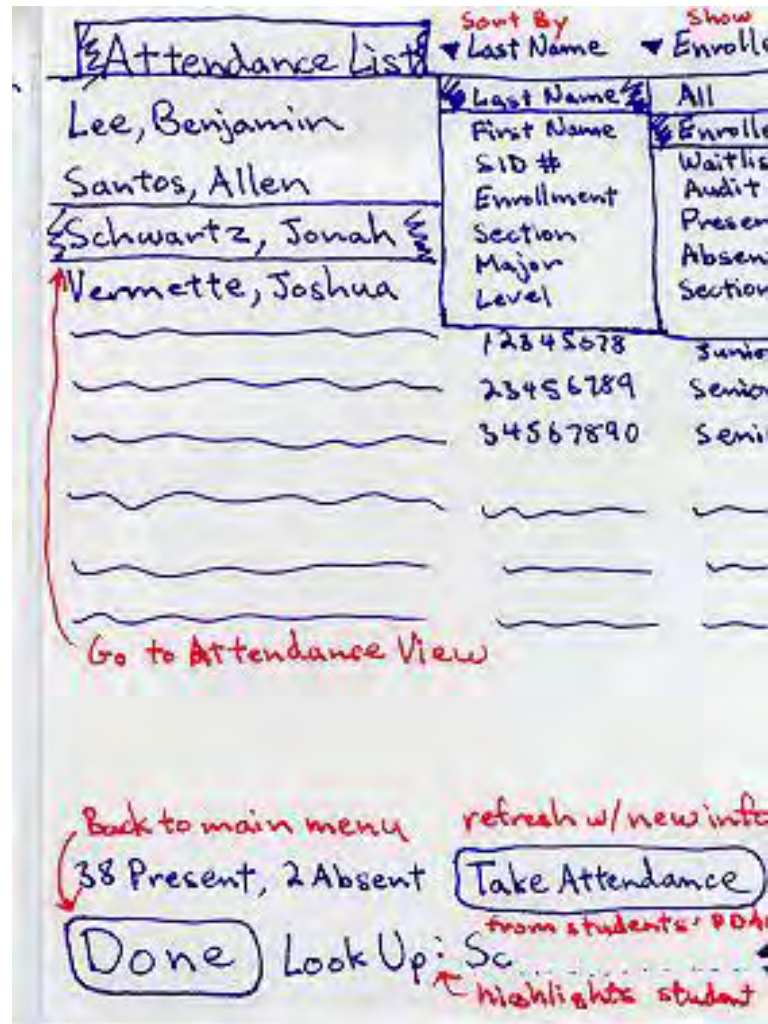 Sort By Show
Attendance List ▾ Last Name ▾ Enrolle
Last Name All
Lee, Benjamin First Name Enrolle
SID # Waitlis
Santos, Allen Enrollment Audit
Schwartz, Jonah Section Presen
Major Absen
Vermette, Joshua Level Section
12345678 Junio
23456789 Senior
34567890 Seni
Go to Attendance View
Back to main menu refresh w/ new info
38 Present, 2 Absent Take Attendance
from students' PDA
Done Look Up: Sc
highlights student